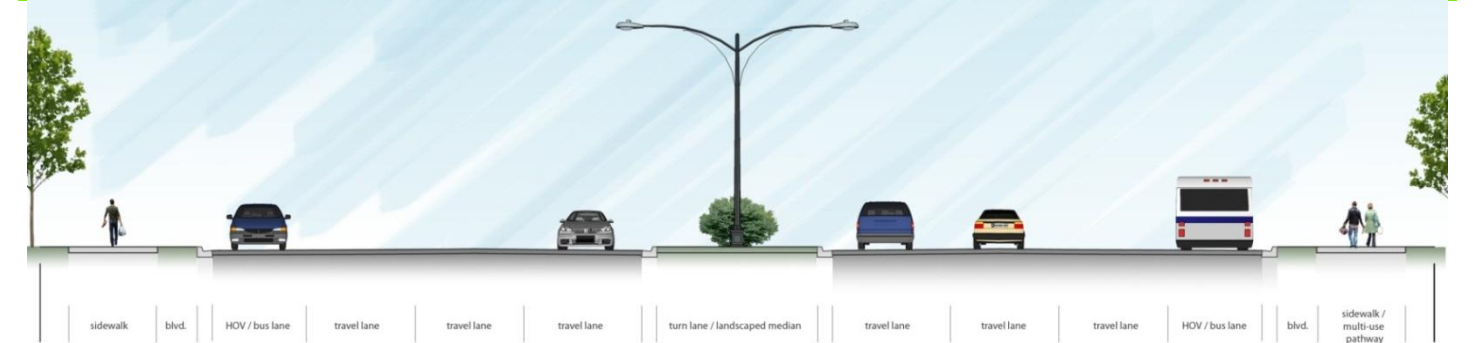 sidewalk
blvd.
HOV / bus lane
travel lane
travel lane
travel lane
turn lane / landscaped median
travel lane
travel lane
travel lane
HOV / bus lane
blvd.
sidewalk /
multi-use
pathway